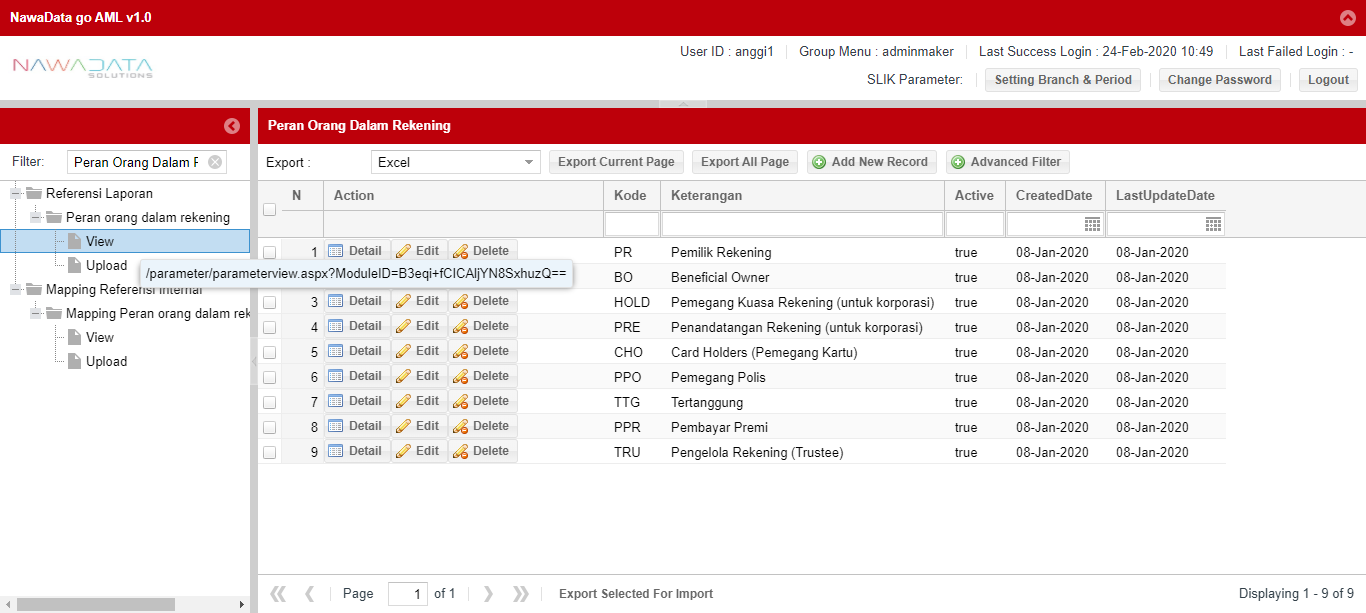 NawaData go AML v1.0
NAWADATA
SOLUTIONS
User ID : anggi1 Group Menu : adminmaker Last Success Login : 24-Feb-2020 10:49 Last Failed Login : -
SLIK Parameter: Setting Branch & Period Change Password Logout
Peran Orang Dalam Rekening
Filter: Peran Orang Dalam F
Export : Excel Export Current Page Export All Page Add New Record Advanced Filter
Referensi Laporan
Peran orang dalam rekening
View
Upload
Mapping Referensi Internal
Mapping Peran orang dalam rek
View
Upload
/parameter/parameterview.aspx?ModuleID=B3eqi+fCICAljYN8SxhuzQ==
N Action Kode Keterangan Active CreatedDate LastUpdateDate
1 Detail Edit Delete PR Pemilik Rekening true 08-Jan-2020 08-Jan-2020
BO Beneficial Owner true 08-Jan-2020 08-Jan-2020
3 Detail Edit Delete HOLD Pemegang Kuasa Rekening (untuk korporasi) true 08-Jan-2020 08-Jan-2020
4 Detail Edit Delete PRE Penandatangan Rekening (untuk korporasi) true 08-Jan-2020 08-Jan-2020
5 Detail Edit Delete CHO Card Holders (Pemegang Kartu) true 08-Jan-2020 08-Jan-2020
6 Detail Edit Delete PPO Pemegang Polis true 08-Jan-2020 08-Jan-2020
7 Detail Edit Delete TTG Tertanggung true 08-Jan-2020 08-Jan-2020
8 Detail Edit Delete PPR Pembayar Premi true 08-Jan-2020 08-Jan-2020
9 Detail Edit Delete TRU Pengelola Rekening (Trustee) true 08-Jan-2020 08-Jan-2020
Page 1 of 1 Export Selected For Import Displaying 1 - 9 of 9